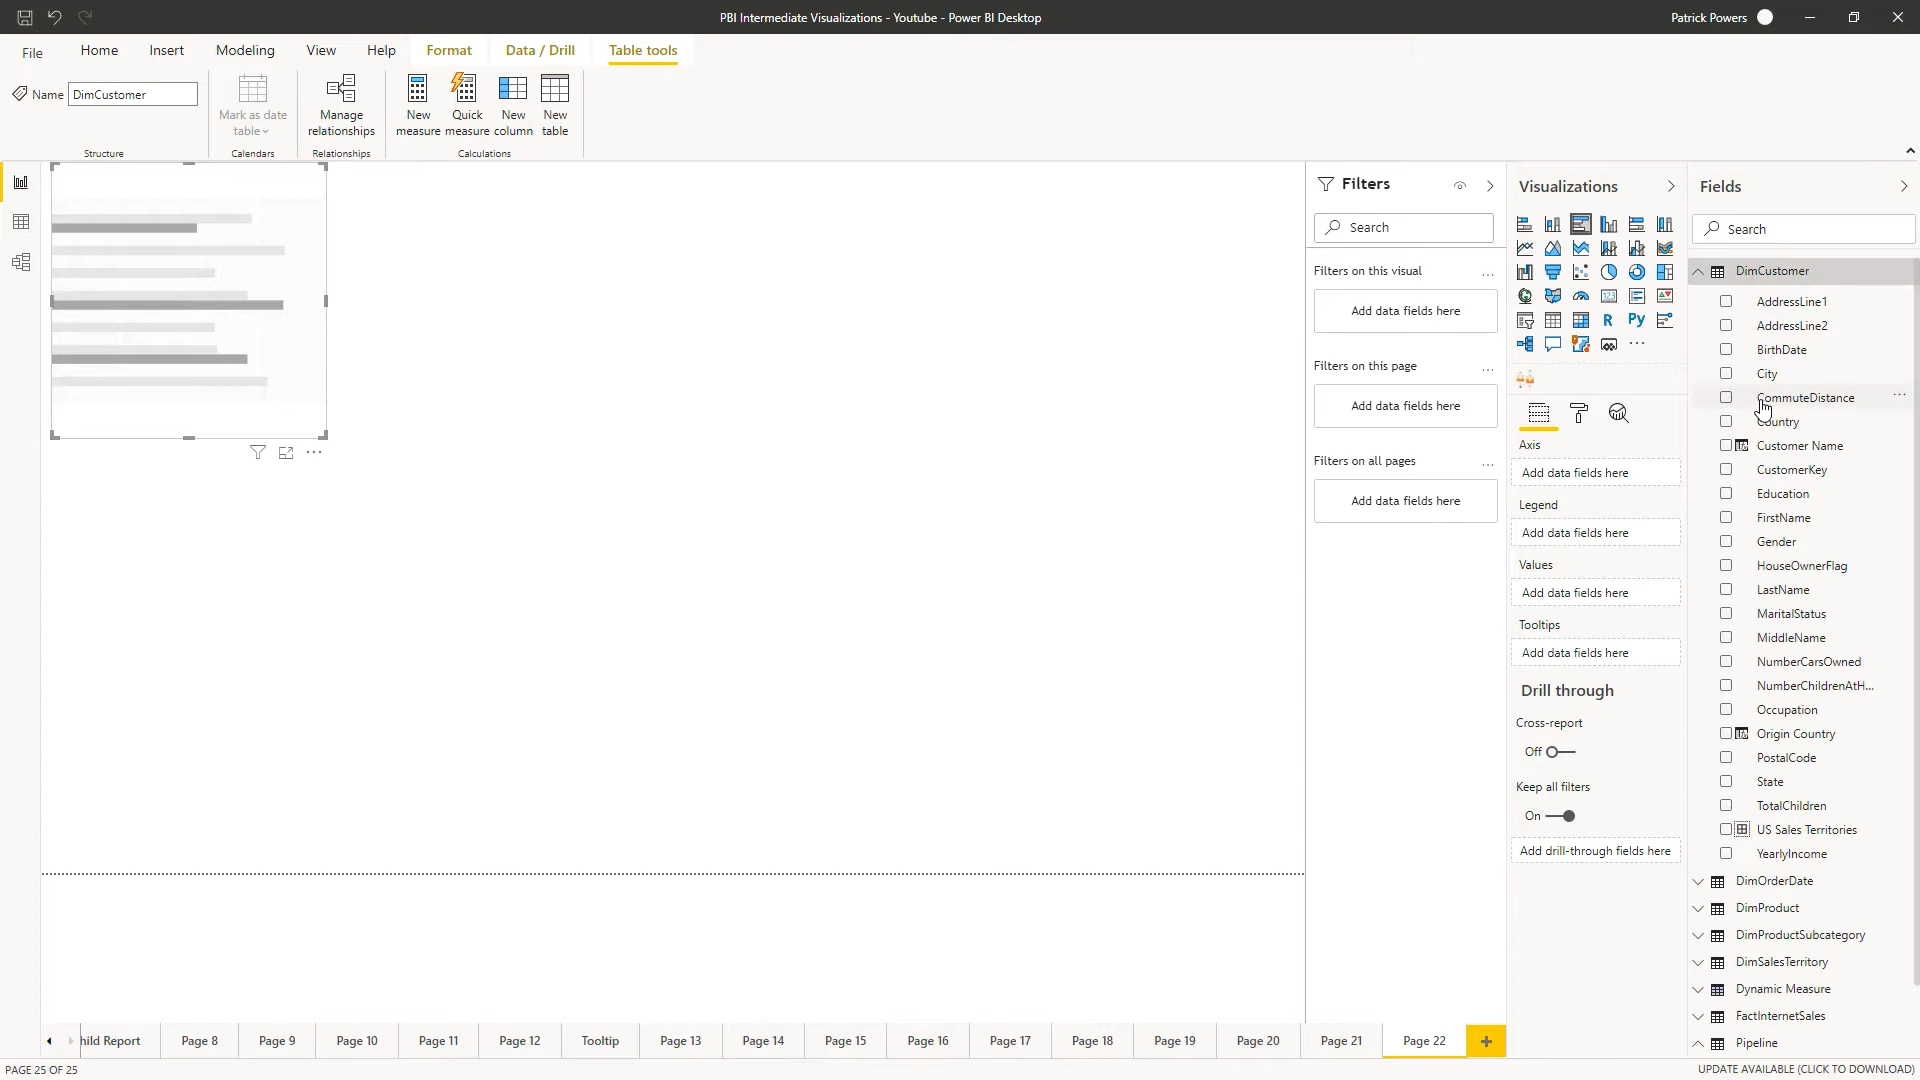 PBI Intermediate Visualizations - Youtube - Power BI Desktop
Patrick Powers
File
Home
Insert
Modeling
View
Help
Format
Data / Drill
Table tools
Name
DimCustomer
Mark as date
table
Manage
relationships
New
measure
Quick
measure
New
column
New
table
Structure
Calendars
Relationships
Calculations
Filters
Search
Filters on this visual
Add data fields here
Filters on this page
Add data fields here
Filters on all pages
Add data fields here
Visualizations
R
Py
123
Axis
Add data fields here
Legend
Add data fields here
Values
Add data fields here
Tooltips
Add data fields here
Drill through
Cross-report
Off
Keep all filters
On
Add drill-through fields here
Fields
Search
DimCustomer
AddressLine1
AddressLine2
BirthDate
City
CommuteDistance
Country
Customer Name
CustomerKey
Education
FirstName
Gender
HouseOwnerFlag
LastName
MaritalStatus
MiddleName
NumberCarsOwned
NumberChildrenAtH...
Occupation
Origin Country
PostalCode
State
TotalChildren
US Sales Territories
YearlyIncome
DimOrderDate
DimProduct
DimProductSubcategory
DimSalesTerritory
Dynamic Measure
FactInternetSales
Pipeline
hild Report
Page 8
Page 9
Page 10
Page 11
Page 12
Tooltip
Page 13
Page 14
Page 15
Page 16
Page 17
Page 18
Page 19
Page 20
Page 21
Page 22
PAGE 25 OF 25
UPDATE AVAILABLE (CLICK TO DOWNLOAD)